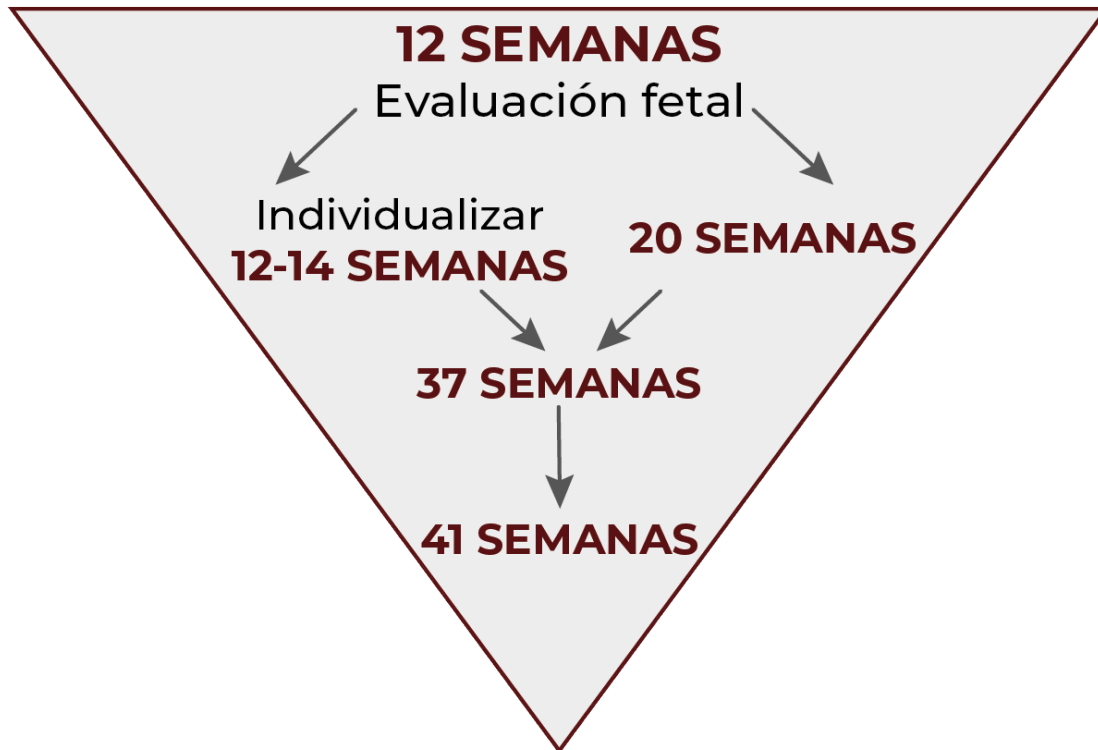 12 SEMANAS
Evaluación fetal
Individualizar
12-14 SEMANAS
20 SEMANAS
37 SEMANAS
41 SEMANAS